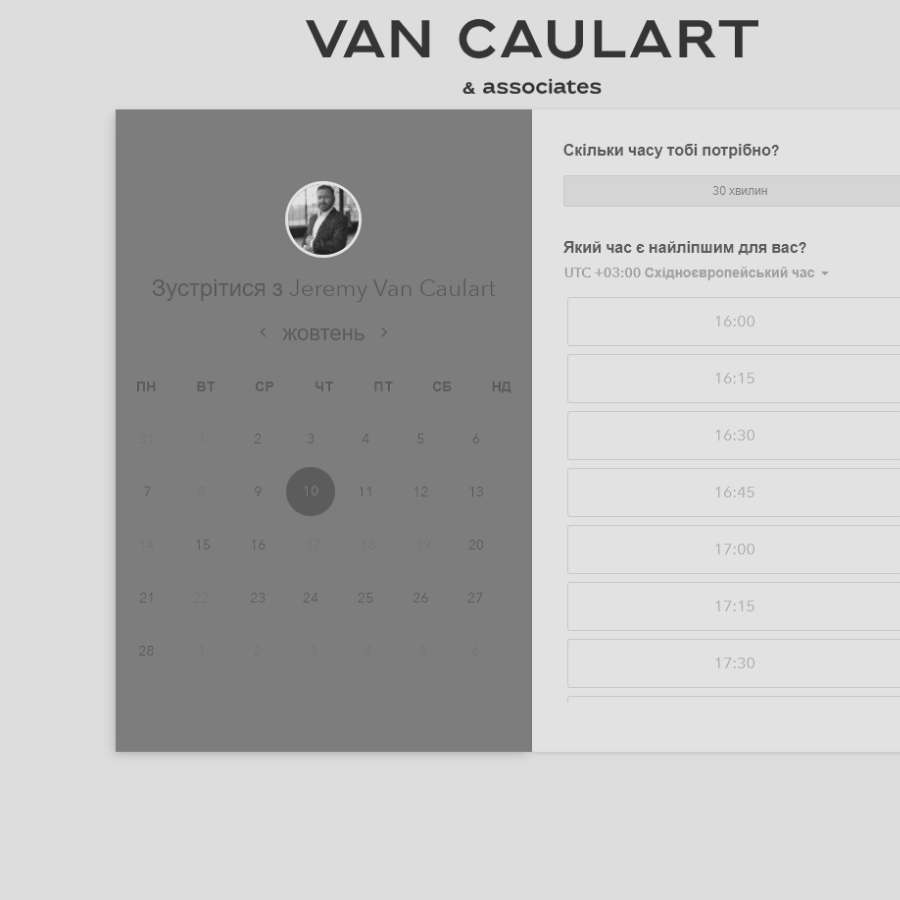 VAN CAULART
& associates
Зустрітися з Jeremy Van Caulart
жовтень
ПН ВТ СР ЧТ ПТ СБ НД
31 1 2 3 4 5 6
7 8 9 10 11 12 13
14 15 16 17 18 19 20
21 22 23 24 25 26 27
28 1 2 3 4 5 6
Скільки часу тобі потрібно?
30 хвилин
Який час є найліпшим для вас?
UTC +03:00 Східноєвропейський час
16:00
16:15
16:30
16:45
17:00
17:15
17:30